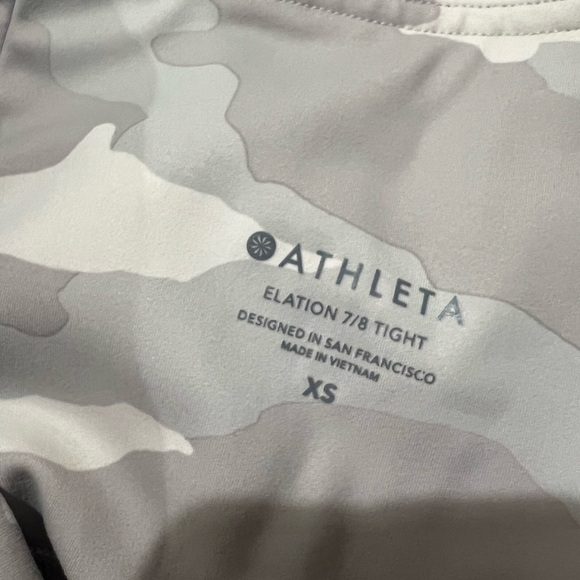 ATHLETA
ELATION 7/8 TIGHT
DESIGNED IN SAN FRANCISCO
MADE IN VIETNAM
XS